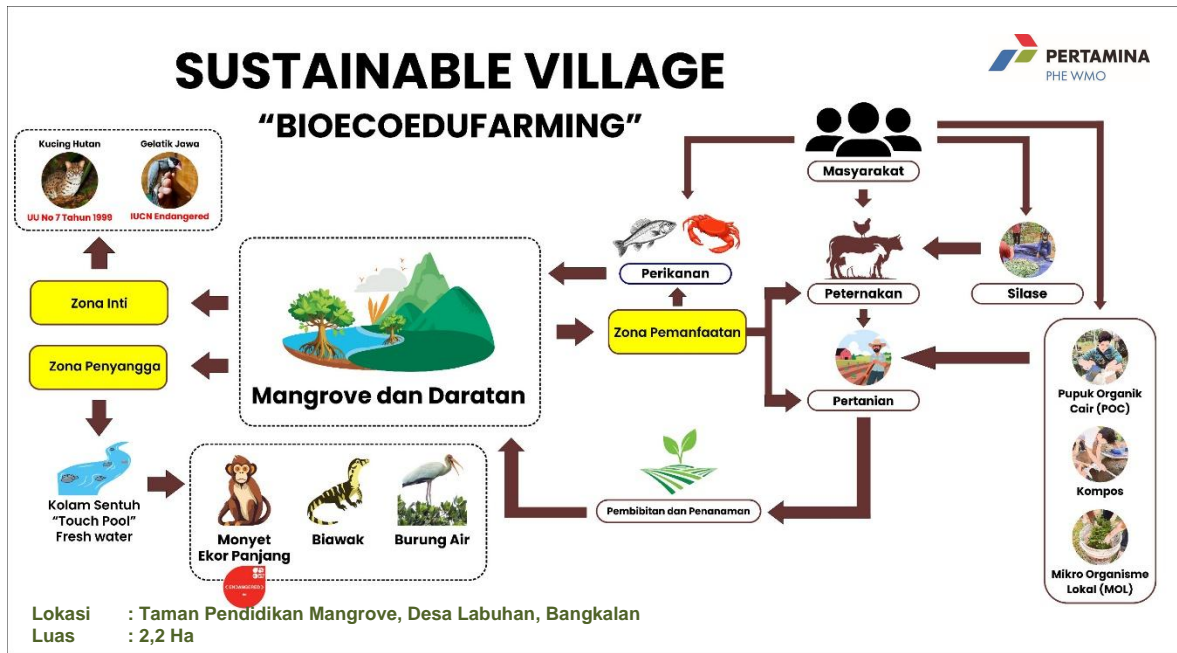 SUSTAINABLE VILLAGE
“BIOECOEDUFARMING”
PERTAMINA
PHE WMO
Kucing Hutan
Gelatik Jawa
UU No 7 Tahun 1999
IUCN Endangered
Masyarakat
Zona Inti
Zona Penyangga
Mangrove dan Daratan
Perikanan
Zona Pemanfaatan
Peternakan
Silase
Pertanian
Pupuk Organik
Cair (POC)
Kompos
Mikro Organisme
Lokal (MOL)
Pembibitan dan Penanaman
Kolam Sentuh
“Touch Pool”
Fresh water
Monyet
Ekor Panjang
Biawak
Burung Air
ENDANGERED
Lokasi : Taman Pendidikan Mangrove, Desa Labuhan, Bangkalan
Luas : 2,2 Ha